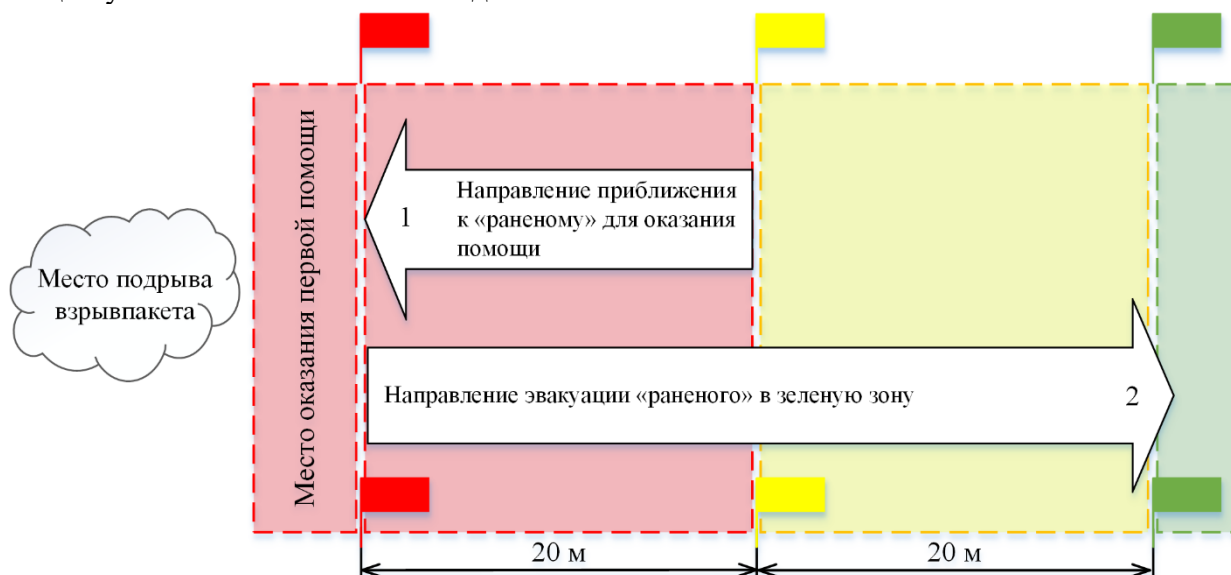 Место подрыва
взрывпакета
Место оказания первой помощи
1
Направление приближения
к «раненому» для оказания
помощи
Направление эвакуации «раненого» в зеленую зону
2
20 м
20 м